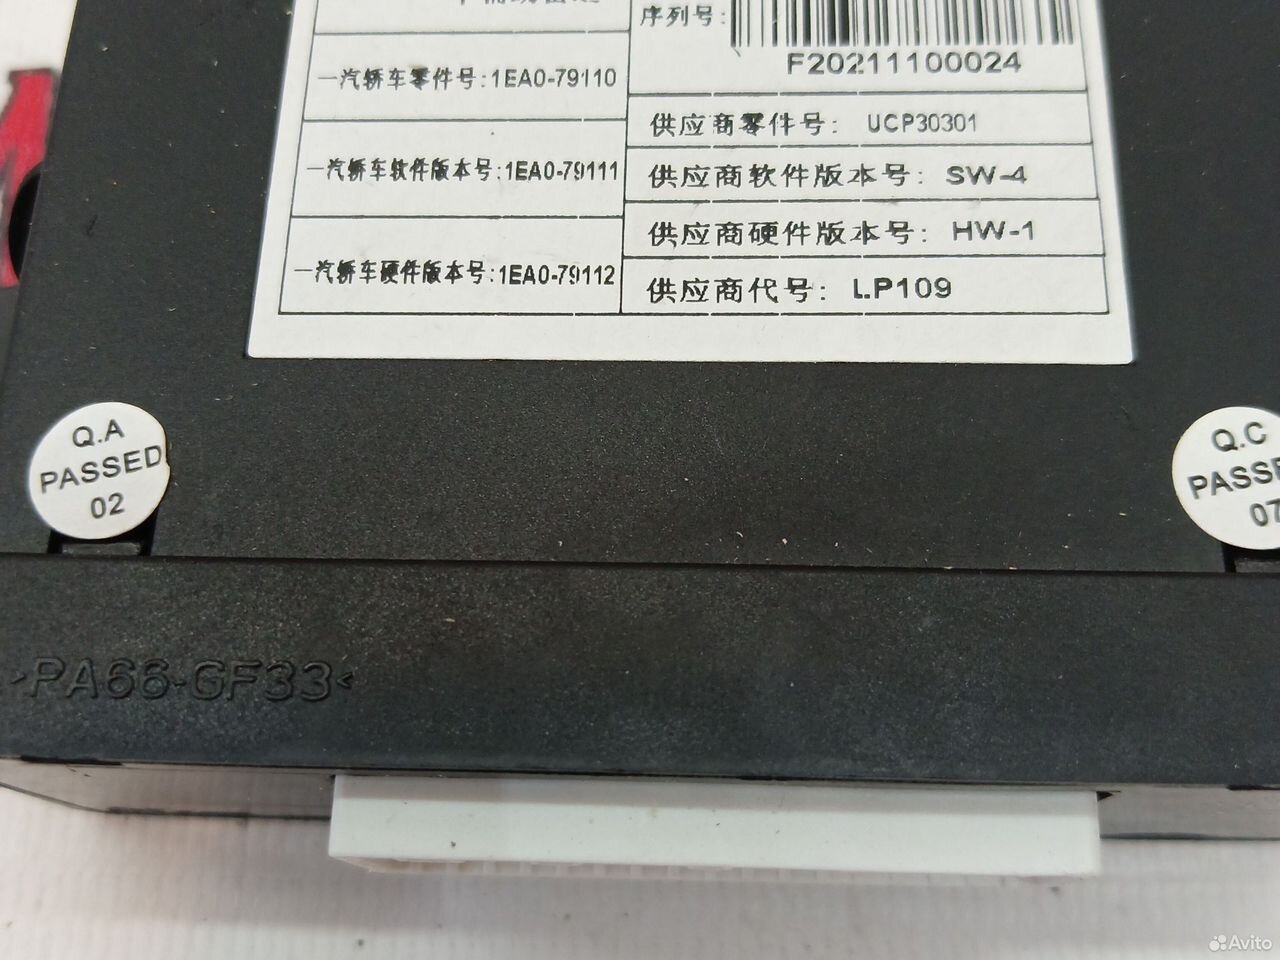 序列号:
F20211100024
一汽轿车零件号:1EA0-79110
一汽轿车软件版本号:1EA0-79111
一汽轿车硬件版本号:1EA0-79112
供应商零件号: UCP30301
供应商软件版本号: SW-4
供应商硬件版本号: HW-1
供应商代号: LP109
Q.A
PASSED
02
Q.C
PASSE
07
>PA66-GF33<
Avito